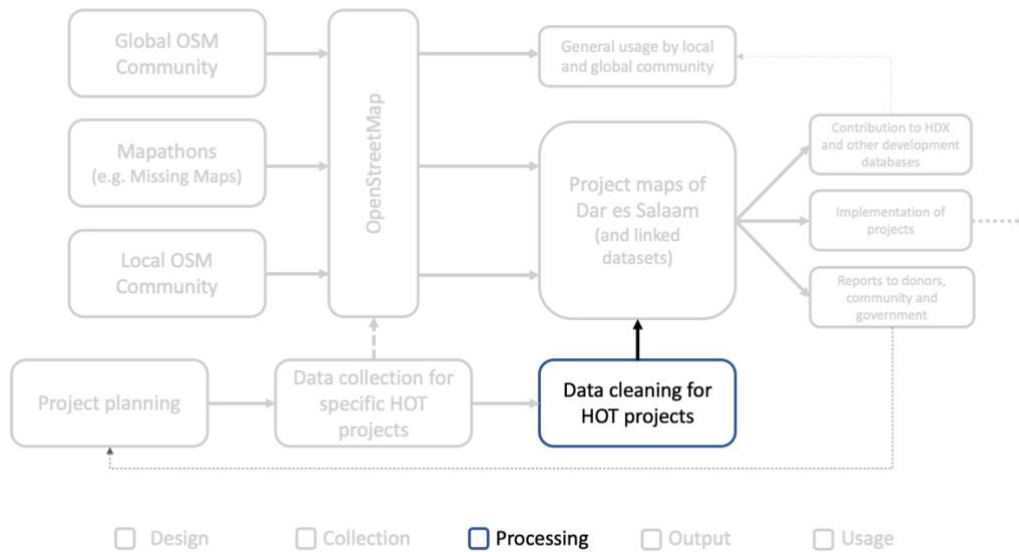 Global OSM
Community
Mapathons
(e.g. Missing Maps)
Local OSM
Community
OpenStreetMap
General usage by local
and global community
Project maps of
Dar es Salaam
(and linked
datasets)
Contribution to HDX
and other development
databases
Implementation of
projects
Reports to donors,
community and
government
Project planning
Data collection for
specific HOT
projects
Data cleaning for
HOT projects
Design
Collection
Processing
Output
Usage